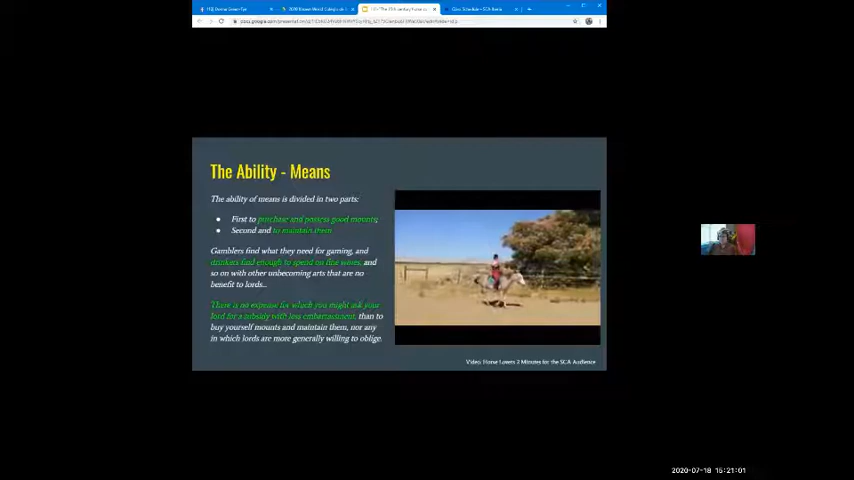 The Ability - Means
The ability of means is divided in two parts:
● First to purchase and possess good mounts,
● Second and to maintain them
Gamblers find what they need for gaming, and
drinkers find enough to spend on fine wines, and
so on with other unbecoming arts that are no
benefit to lords...
There is no expense for which you might ask your
lord for a subsidy with less embarrassment, than to
buy yourself mounts and maintain them, nor any
in which lords are more generally willing to oblige.
Video: Horse Lovers 2 Minutes for the SCA Audience
2020-07-18 15:21:01